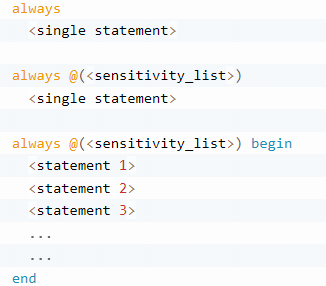 always
<single statement>
always @(<sensitivity_list>)
<single statement>
always @(<sensitivity_list>) begin
<statement 1>
<statement 2>
<statement 3>
...
...
end